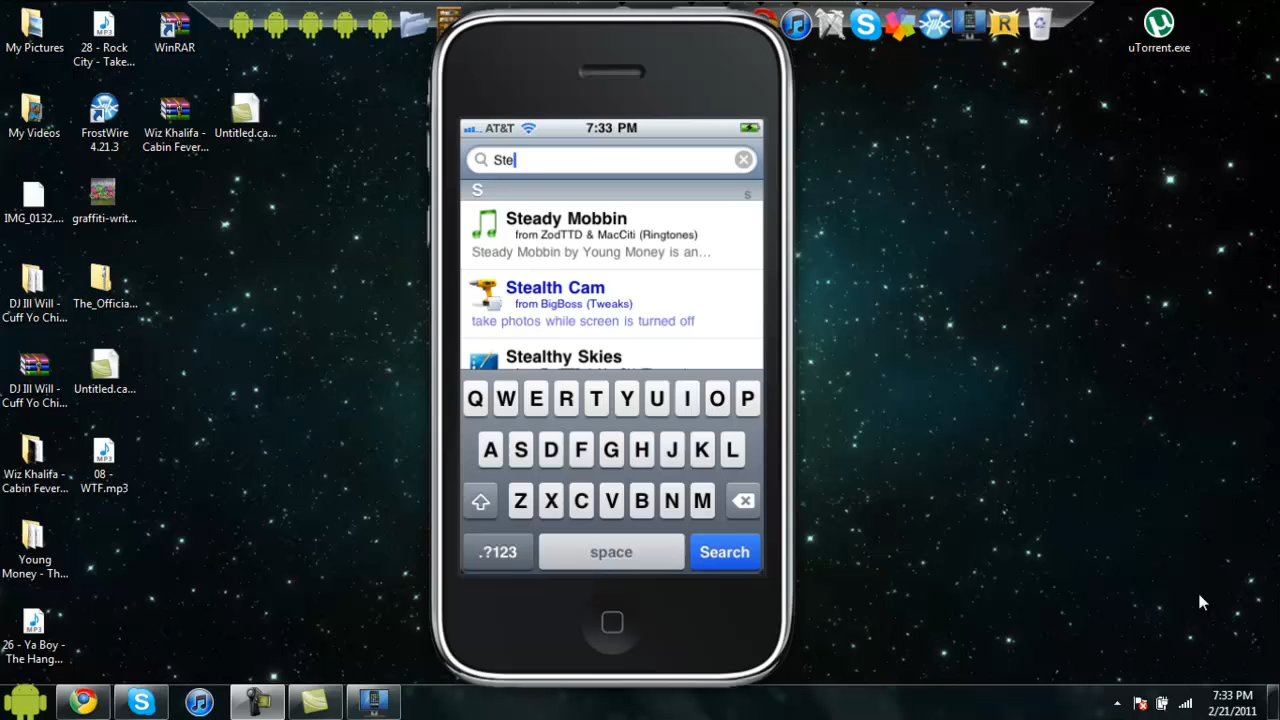 My Pictures
28 - Rock
City - Take...
WinRAR
uTorrent.exe
My Videos
FrostWire
4.21.3
Wiz Khalifa -
Cabin Fever...
Untitled.ca...
IMG_0132....
graffiti-writ...
DJ Ill Will -
Cuff Yo Chi...
The_Officia...
DJ Ill Will -
Cuff Yo Chi...
Untitled.ca...
Wiz Khalifa -
Cabin Fever...
08 -
WTF.mp3
Young
Money - Th...
26 - Ya Boy -
The Hang...
AT&T
7:33 PM
Ste
S
s
Steady Mobbin
from ZodTTD & MacCiti (Ringtones)
Steady Mobbin by Young Money is an...
Stealth Cam
from BigBoss (Tweaks)
take photos while screen is turned off
Stealthy Skies
Q W E R T Y U I O P
A S D F G H J K L
Z X C V B N M
.?123
space
Search
7:33 PM
2/21/2011